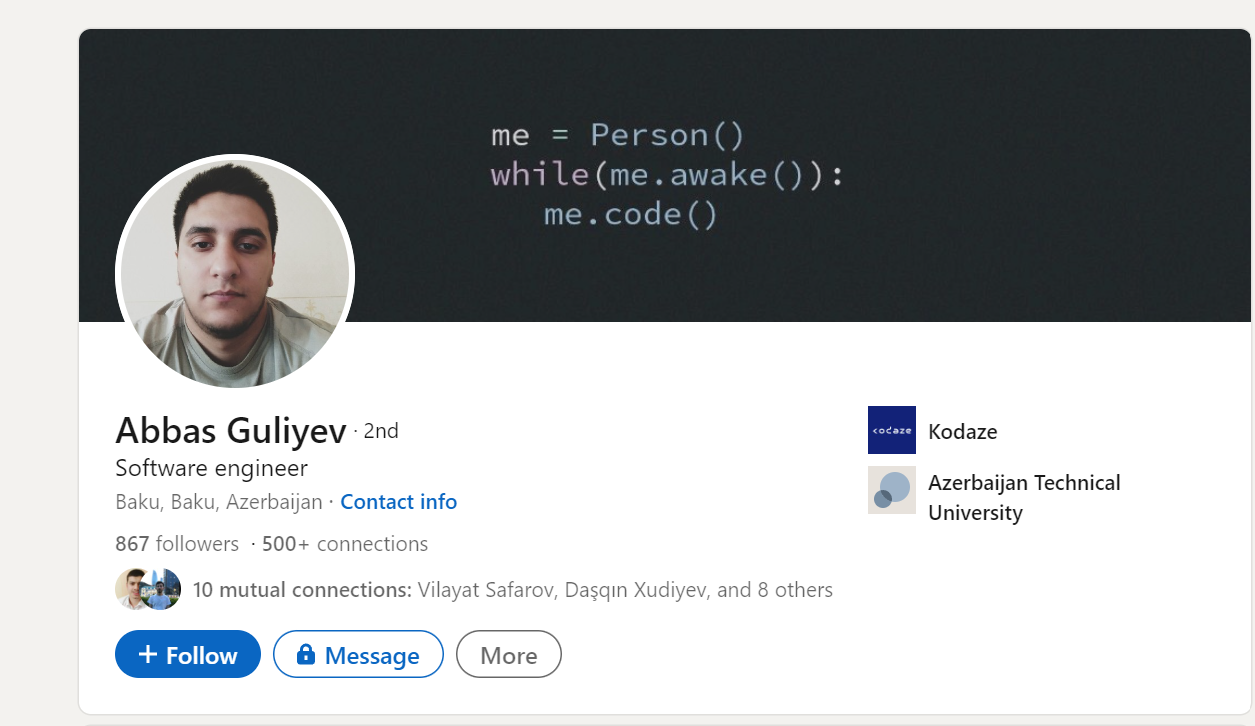 me = Person()
while(me.awake()):
me.code()
Abbas Guliyev · 2nd
Software engineer
Baku, Baku, Azerbaijan · Contact info
867 followers · 500+ connections
10 mutual connections: Vilayat Safarov, Daşqın Xudiyev, and 8 others
+ Follow
Message
More
<odaze
Kodaze
Azerbaijan Technical
University